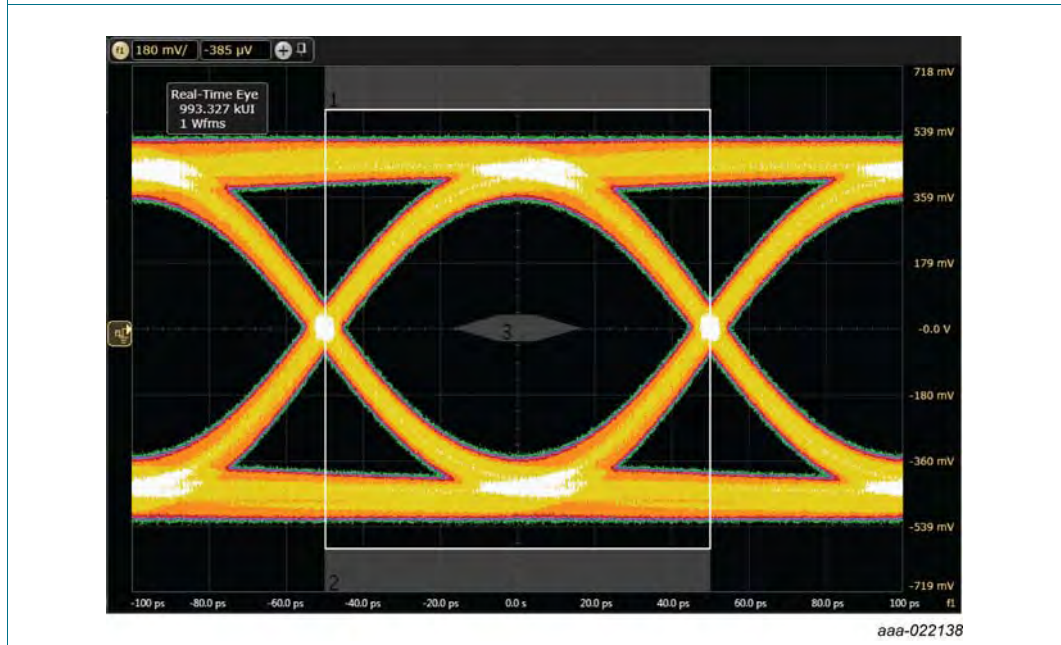 f1 180 mV/ -385 µV
Real-Time Eye
993.327 kUI
1 Wfms
718 mV
1
539 mV
359 mV
179 mV
3
-0.0 V
-180 mV
-360 mV
-539 mV
2
-719 mV
-100 ps -80.0 ps -60.0 ps -40.0 ps -20.0 ps 0.0 s 20.0 ps 40.0 ps 60.0 ps 80.0 ps 100 ps f1
aaa-022138